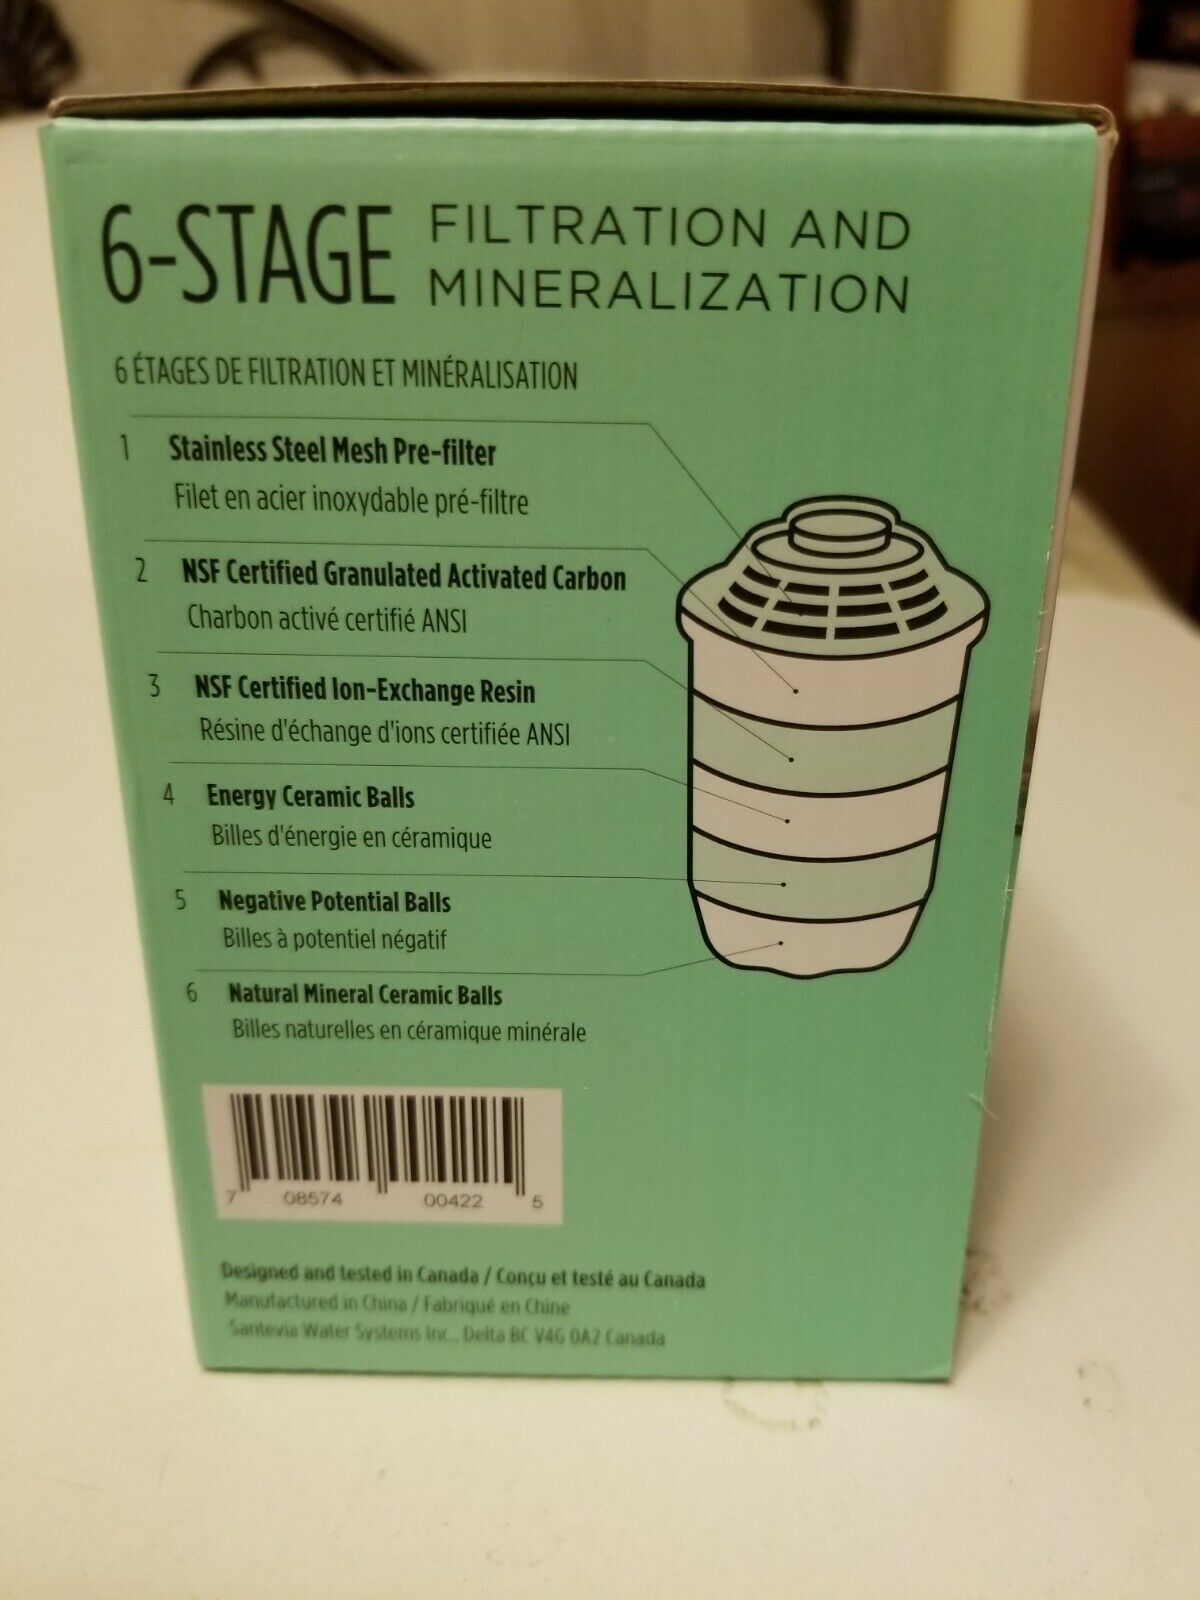 6-STAGE FILTRATION AND
MINERALIZATION
6 ÉTAGES DE FILTRATION ET MINÉRALISATION
1 Stainless Steel Mesh Pre-filter
Filet en acier inoxydable pré-filtre
2 NSF Certified Granulated Activated Carbon
Charbon activé certifié ANSI
3 NSF Certified Ion-Exchange Resin
Résine d'échange d'ions certifiée ANSI
4 Energy Ceramic Balls
Billes d'énergie en céramique
5 Negative Potential Balls
Billes à potentiel négatif
6 Natural Mineral Ceramic Balls
Billes naturelles en céramique minérale
7 08574 00422 5
Designed and tested in Canada / Conçu et testé au Canada
Manufactured in China / Fabriqué en Chine
Santevia Water Systems Inc., Delta BC V4G 0A2 Canada